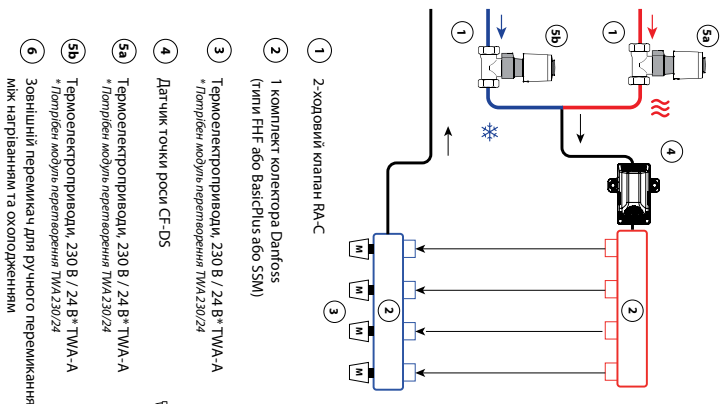 5a
5b
1
1
4
2
2
3
M
M
M
M
1 2-ходовий клапан RA-C
2 1 комплект колектора Danfoss
(типи FHF або BasicPlus або SSM)
3 Термоелектроприводи, 230 В / 24 В* TWA-A
* Потрібен модуль перетворення TWA 230/24
4 Датчик точки роси CF-DS
5a Термоелектроприводи, 230 В / 24 В* TWA-A
* Потрібен модуль перетворення TWA 230/24
5b Термоелектроприводи, 230 В / 24 В* TWA-A
* Потрібен модуль перетворення TWA 230/24
6 Зовнішній перемикач для ручного перемикання
між нагріванням та охолодженням